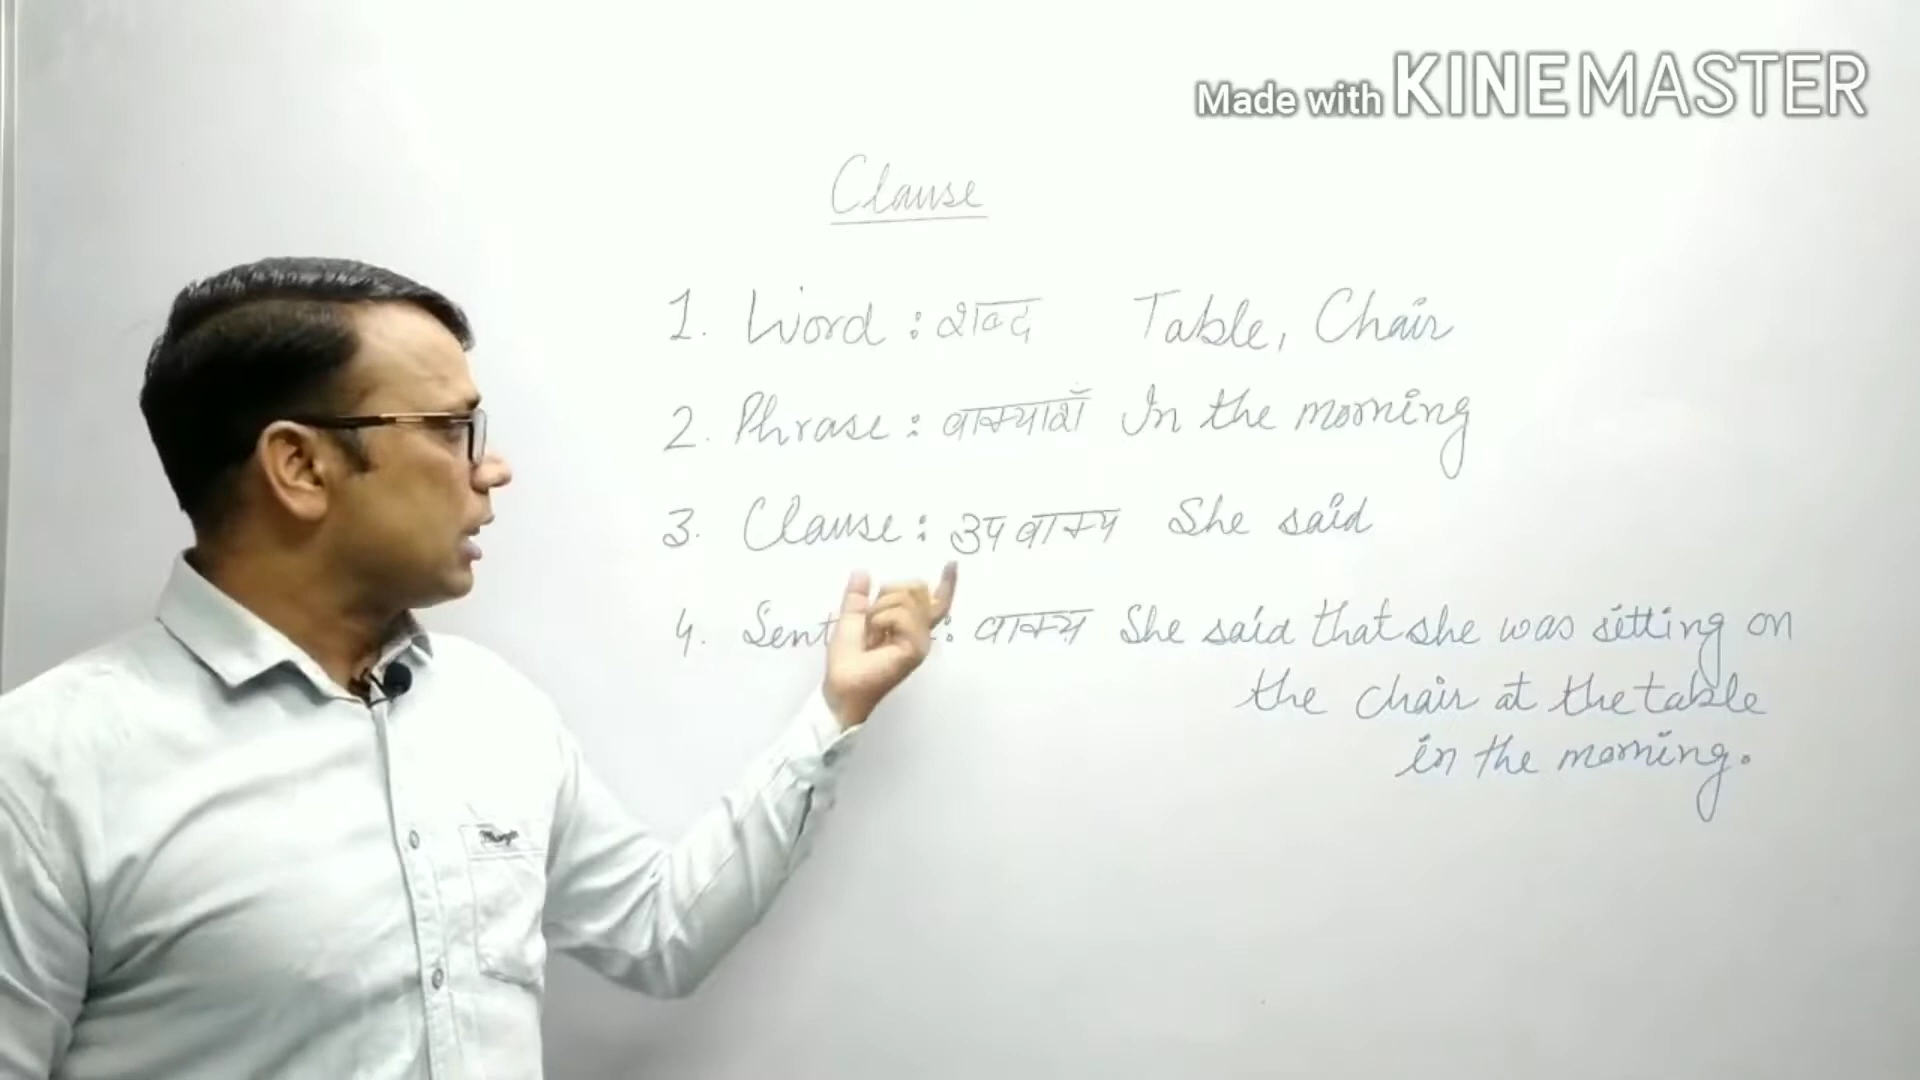 Made with KINEMASTER
Clause
1. Word : शब्द Table, Chair
2. Phrase : वाक्यांश In the morning
3. Clause : उपवाक्य She said
4. : वाक्य She said that she was sitting on
the chair at the table
in the morning.